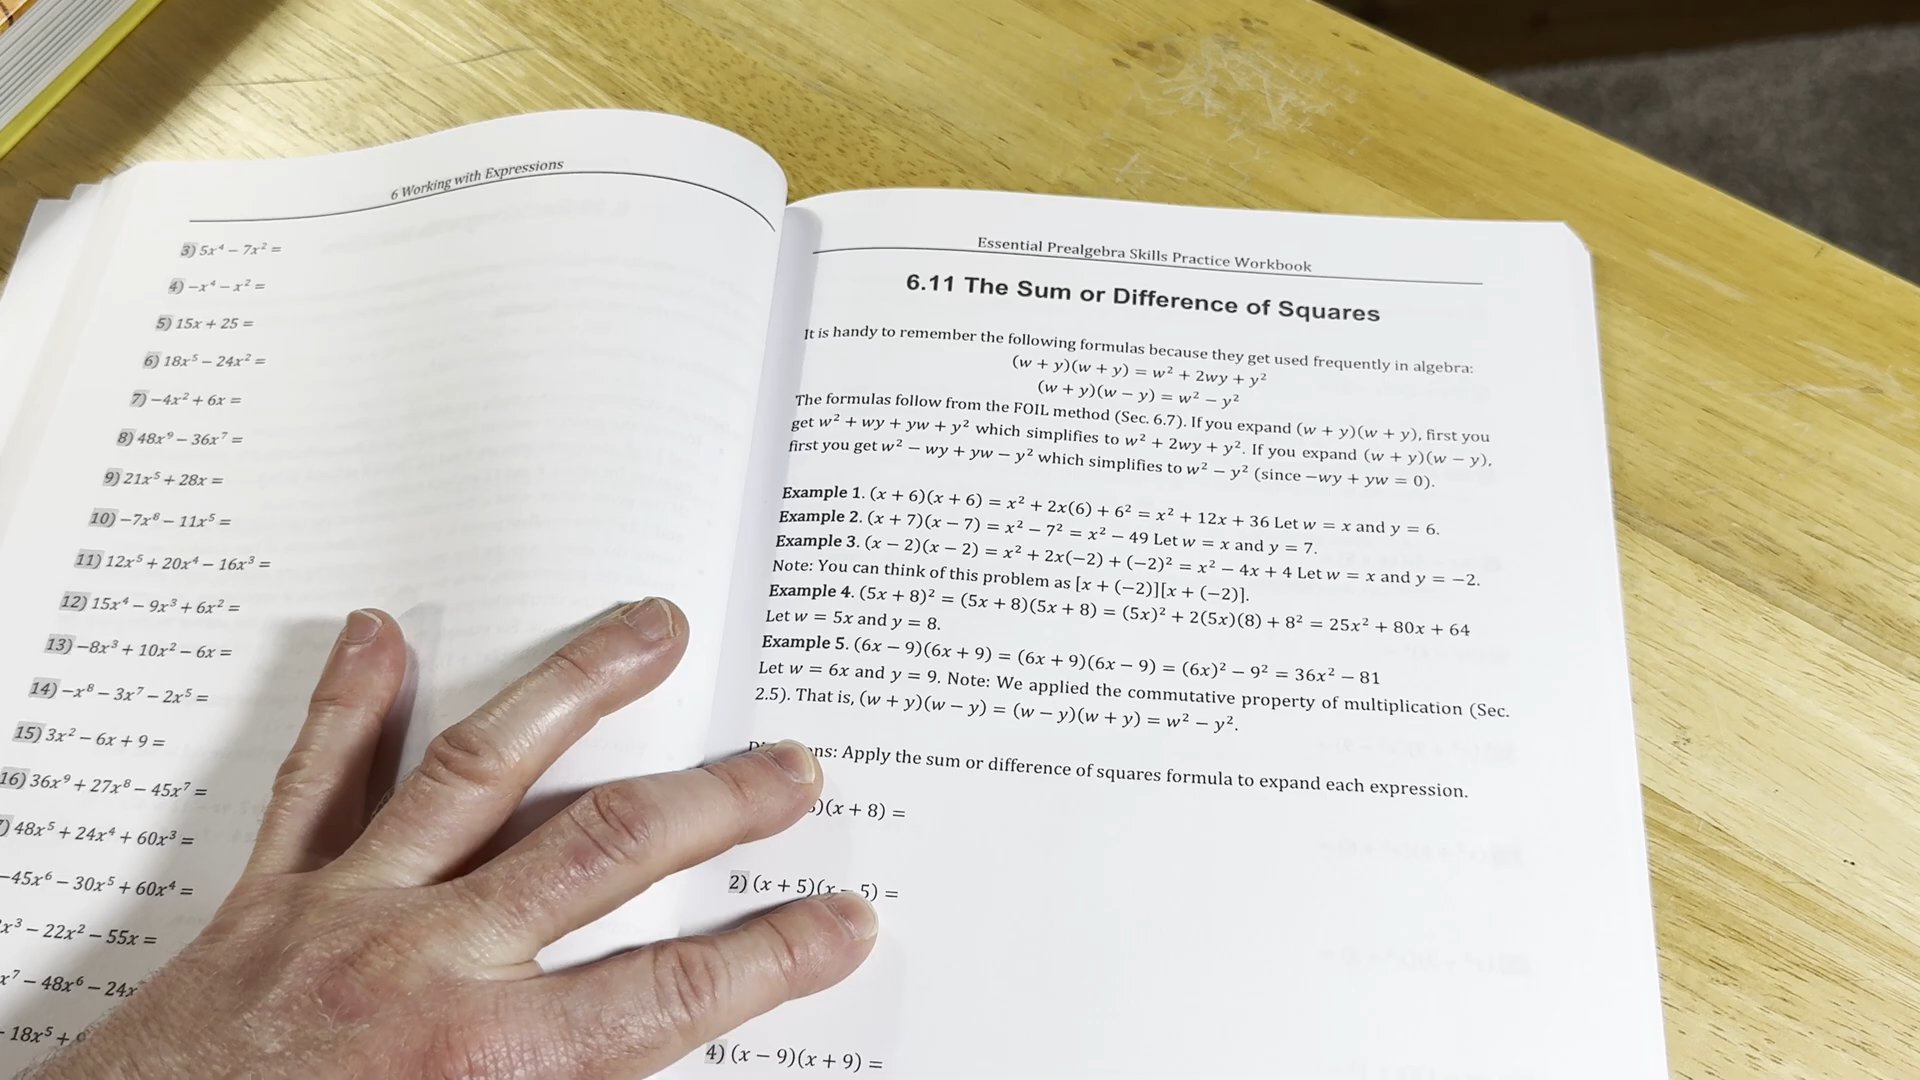 6 Working with Expressions
3) 5x⁴ − 7x² =
4) −x⁴ − x² =
5) 15x + 25 =
6) 18x⁵ − 24x² =
7) −4x² + 6x =
8) 48x⁹ − 36x⁷ =
9) 21x⁵ + 28x =
10) −7x⁸ − 11x⁵ =
11) 12x⁵ + 20x⁴ − 16x³ =
12) 15x⁴ − 9x³ + 6x² =
13) −8x³ + 10x² − 6x =
14) −x⁸ − 3x⁷ − 2x⁵ =
15) 3x² − 6x + 9 =
16) 36x⁹ + 27x⁸ − 45x⁷ =
) 48x⁵ + 24x⁴ + 60x³ =
−45x⁶ − 30x⁵ + 60x⁴ =
x³ − 22x² − 55x =
x⁷ − 48x⁶ − 24x
− 18x⁵ +
Essential Prealgebra Skills Practice Workbook
6.11 The Sum or Difference of Squares
It is handy to remember the following formulas because they get used frequently in algebra:
(w + y)(w + y) = w² + 2wy + y²
(w + y)(w − y) = w² − y²
The formulas follow from the FOIL method (Sec. 6.7). If you expand (w + y)(w + y), first you
get w² + wy + yw + y² which simplifies to w² + 2wy + y². If you expand (w + y)(w − y),
first you get w² − wy + yw − y² which simplifies to w² − y² (since −wy + yw = 0).
Example 1. (x + 6)(x + 6) = x² + 2x(6) + 6² = x² + 12x + 36 Let w = x and y = 6.
Example 2. (x + 7)(x − 7) = x² − 7² = x² − 49 Let w = x and y = 7.
Example 3. (x − 2)(x − 2) = x² + 2x(−2) + (−2)² = x² − 4x + 4 Let w = x and y = −2.
Note: You can think of this problem as [x + (−2)][x + (−2)].
Example 4. (5x + 8)² = (5x + 8)(5x + 8) = (5x)² + 2(5x)(8) + 8² = 25x² + 80x + 64
Let w = 5x and y = 8.
Example 5. (6x − 9)(6x + 9) = (6x + 9)(6x − 9) = (6x)² − 9² = 36x² − 81
Let w = 6x and y = 9. Note: We applied the commutative property of multiplication (Sec.
2.5). That is, (w + y)(w − y) = (w − y)(w + y) = w² − y².
Apply the sum or difference of squares formula to expand each expression.
)(x + 8) =
2) (x + 5)(x − 5) =
4) (x − 9)(x + 9) =